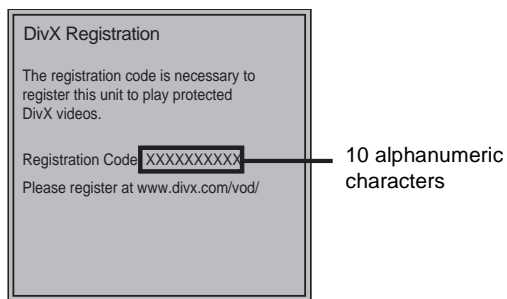 DivX Registration
The registration code is necessary to
register this unit to play protected
DivX videos.
Registration Code XXXXXXXXXX
Please register at www.divx.com/vod/
10 alphanumeric
characters